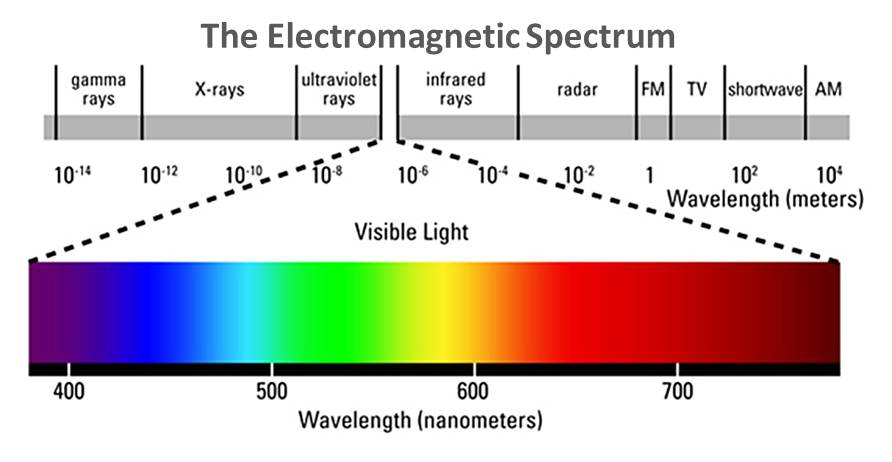 The Electromagnetic Spectrum
gamma rays X-rays ultraviolet rays infrared rays radar FM TV shortwave AM
10⁻¹⁴ 10⁻¹² 10⁻¹⁰ 10⁻⁸ 10⁻⁶ 10⁻⁴ 10⁻² 1 10² 10⁴
Wavelength (meters)
Visible Light
400 500 600 700
Wavelength (nanometers)